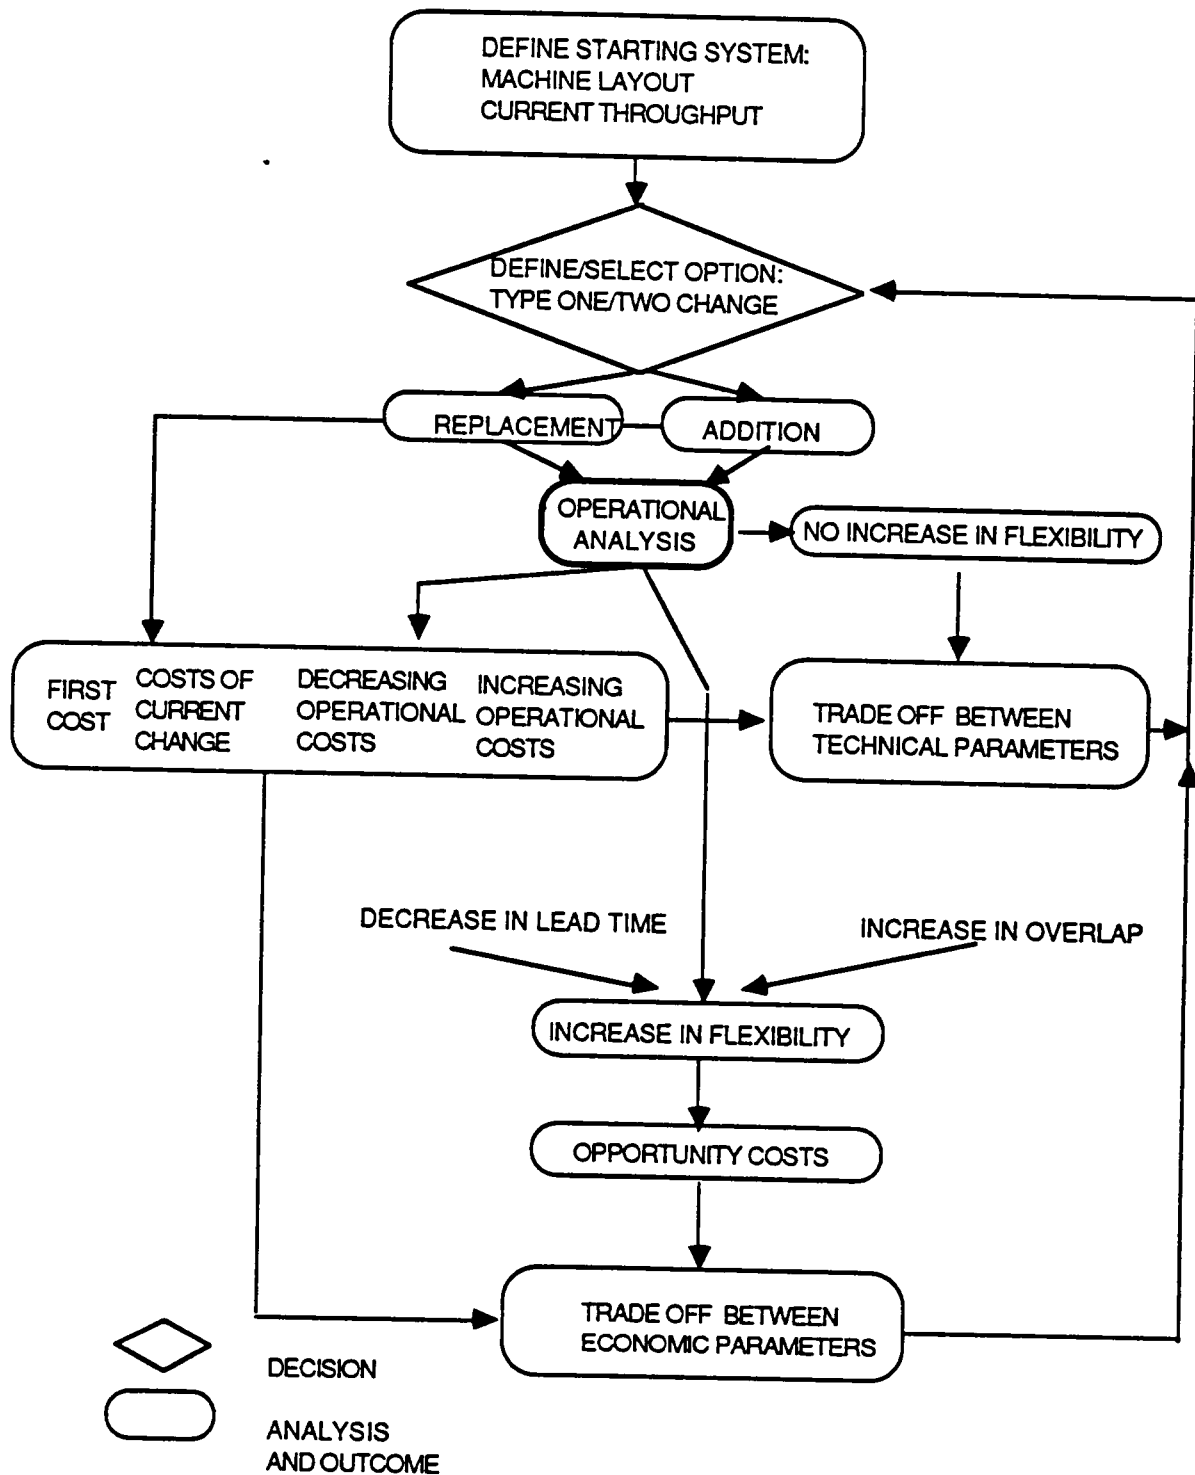 DEFINE STARTING SYSTEM:
MACHINE LAYOUT
CURRENT THROUGHPUT
DEFINE/SELECT OPTION:
TYPE ONE/TWO CHANGE
REPLACEMENT
ADDITION
OPERATIONAL
ANALYSIS
NO INCREASE IN FLEXIBILITY
FIRST
COST
COSTS OF
CURRENT
CHANGE
DECREASING
OPERATIONAL
COSTS
INCREASING
OPERATIONAL
COSTS
TRADE OFF BETWEEN
TECHNICAL PARAMETERS
DECREASE IN LEAD TIME
INCREASE IN OVERLAP
INCREASE IN FLEXIBILITY
OPPORTUNITY COSTS
TRADE OFF BETWEEN
ECONOMIC PARAMETERS
DECISION
ANALYSIS
AND OUTCOME